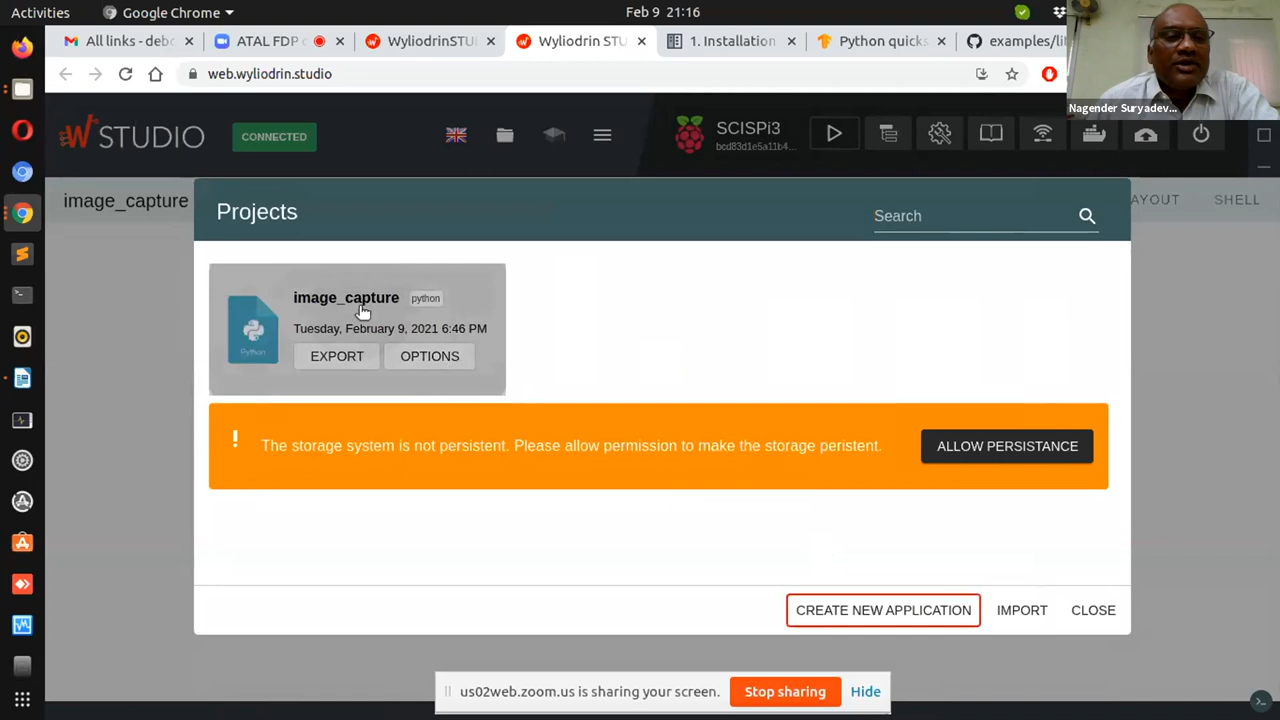 Activities
Google Chrome
Feb 9 21:16
All links - debo
ATAL FDP c
WyliodrinSTU
Wyliodrin STU
1. Installation
Python quicks
examples/lit
web.wyliodrin.studio
Nagender Suryadev...
STUDIO
CONNECTED
SCISPi3
bcd83d1e5a11b4...
image_capture
AYOUT
SHELL
Projects
Search
image_capture
python
Tuesday, February 9, 2021 6:46 PM
Python
EXPORT
OPTIONS
! The storage system is not persistent. Please allow permission to make the storage peristent.
ALLOW PERSISTANCE
CREATE NEW APPLICATION
IMPORT
CLOSE
us02web.zoom.us is sharing your screen.
Stop sharing
Hide